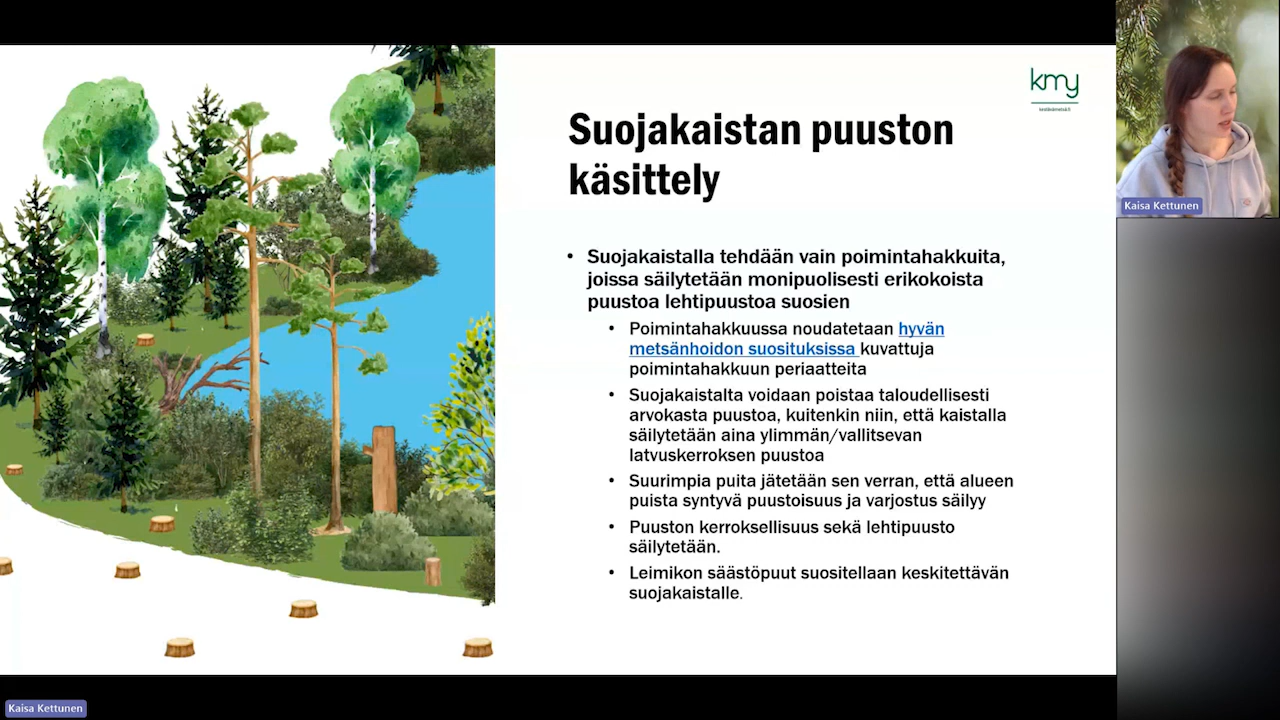 kmy
Suojakaistan puuston
käsittely
Kaisa Kettunen
• Suojakaistalla tehdään vain poimintahakkuita,
joissa säilytetään monipuolisesti erikokoista
puustoa lehtipuustoa suosien
• Poimintahakkuussa noudatetaan hyvän
metsänhoidon suosituksissa kuvattuja
poimintahakkuun periaatteita
• Suojakaistalta voidaan poistaa taloudellisesti
arvokasta puustoa, kuitenkin niin, että kaistalla
säilytetään aina ylimmän/vallitsevan
latvuskerroksen puustoa
• Suurimpia puita jätetään sen verran, että alueen
puista syntyvä puustoisuus ja varjostus säilyy
• Puuston kerroksellisuus sekä lehtipuusto
säilytetään.
• Leimikon säästöpuut suositellaan keskitettävän
suojakaistalle.
Kaisa Kettunen